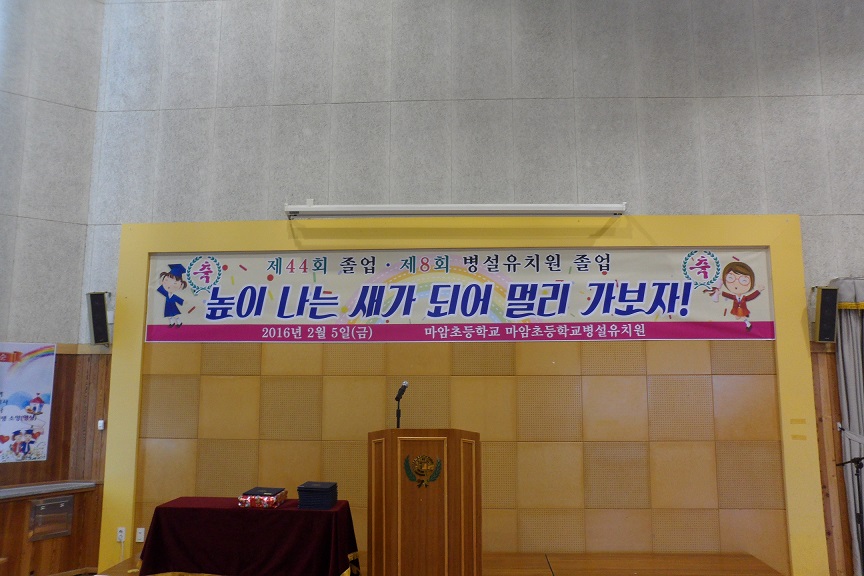 제44회 졸업·제8회 병설유치원 졸업
축
축
높이 나는 새가 되어 멀리 가보자!
2016년 2월 5일(금)
마암초등학교 마암초등학교병설유치원